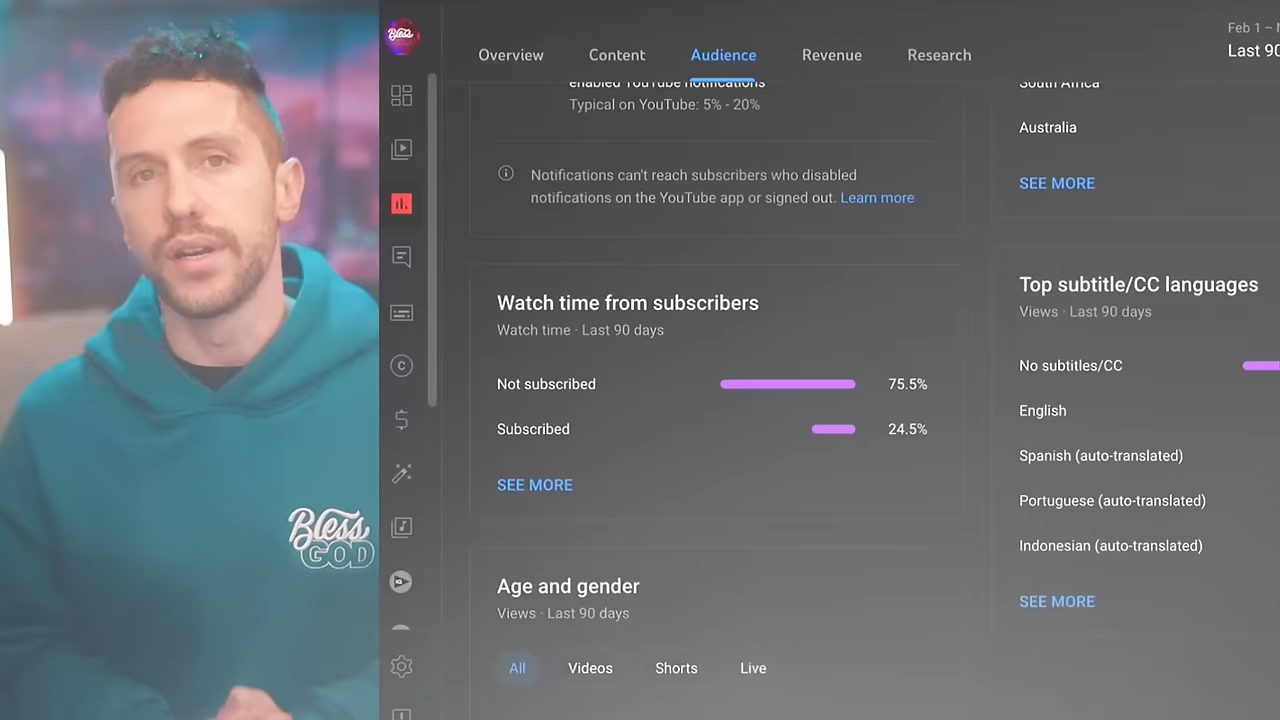 Bless
Overview
Content
Audience
Revenue
Research
Feb 1 –
Last 90
enabled YouTube notifications
Typical on YouTube: 5% - 20%
Notifications can't reach subscribers who disabled
notifications on the YouTube app or signed out. Learn more
South Africa
Australia
SEE MORE
Watch time from subscribers
Watch time · Last 90 days
Not subscribed 75.5%
Subscribed 24.5%
SEE MORE
Top subtitle/CC languages
Views · Last 90 days
No subtitles/CC
English
Spanish (auto-translated)
Portuguese (auto-translated)
Indonesian (auto-translated)
SEE MORE
Age and gender
Views · Last 90 days
All
Videos
Shorts
Live
Bless
GOD